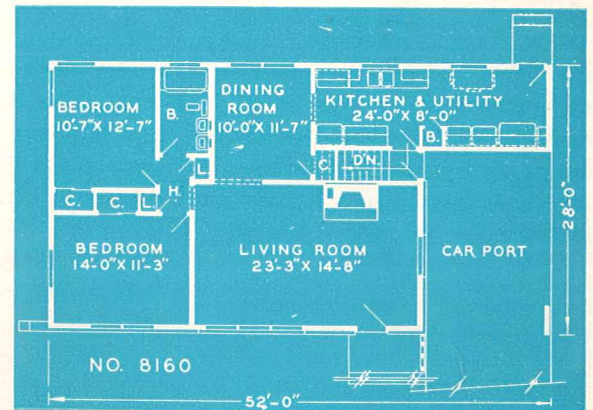 BEDROOM
10'-7" X 12'-7"
B.
DINING
ROOM
10'-0" X 11'-7"
KITCHEN & UTILITY
24'-0" X 8'-0"
B.
L.
C.
D'N.
H.
C.
C.
L.
BEDROOM
14'-0" X 11'-3"
LIVING ROOM
23'-3" X 14'-8"
CAR PORT
28'-0"
NO. 8160
52'-0"